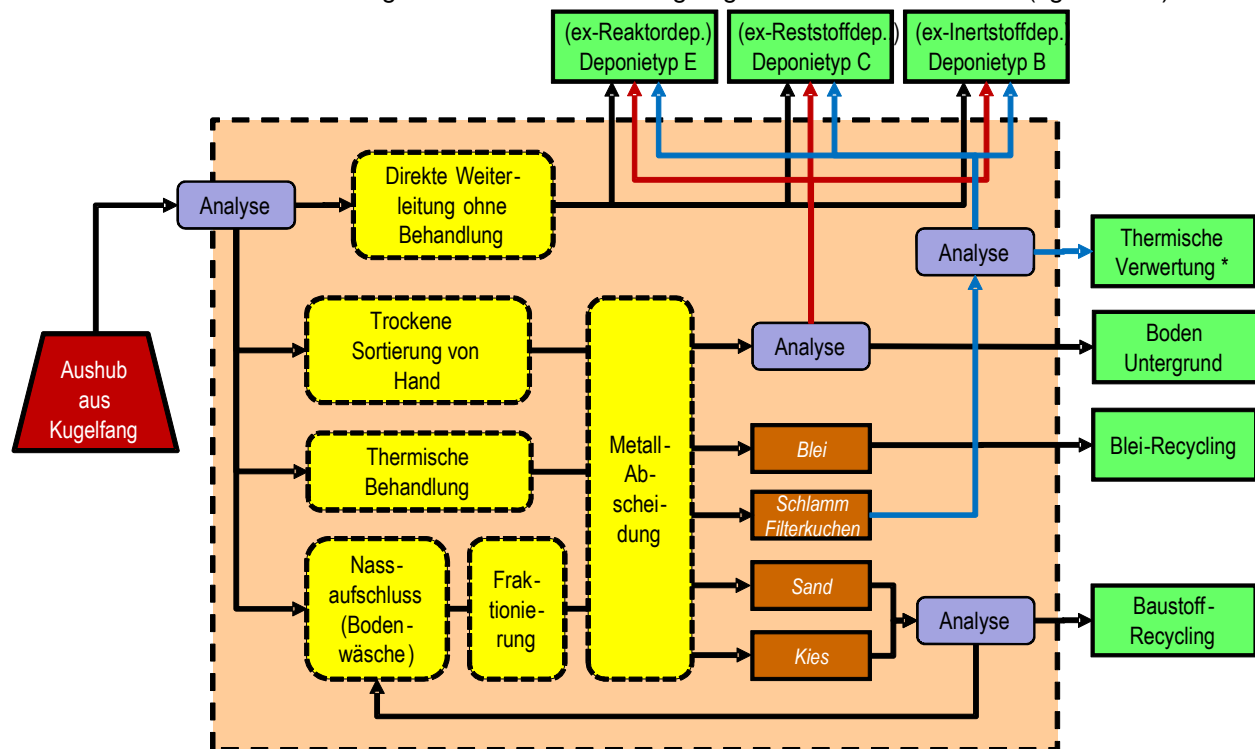 (ex-Reaktordep.)
Deponietyp E
(ex-Reststoffdep..)
Deponietyp C
(ex-Inertstoffdep.)
Deponietyp B
Analyse
Direkte Weiter-
leitung ohne
Behandlung
Analyse
Thermische
Verwertung *
Aushub
aus
Kugelfang
Trockene
Sortierung von
Hand
Analyse
Boden
Untergrund
Thermische
Behandlung
Metall-
Ab-
schei-
dung
Blei
Blei-Recycling
Schlamm
Filterkuchen
Nass-
aufschluss
(Boden-
wäsche)
Frak-
tionie-
rung
Sand
Kies
Analyse
Baustoff-
Recycling